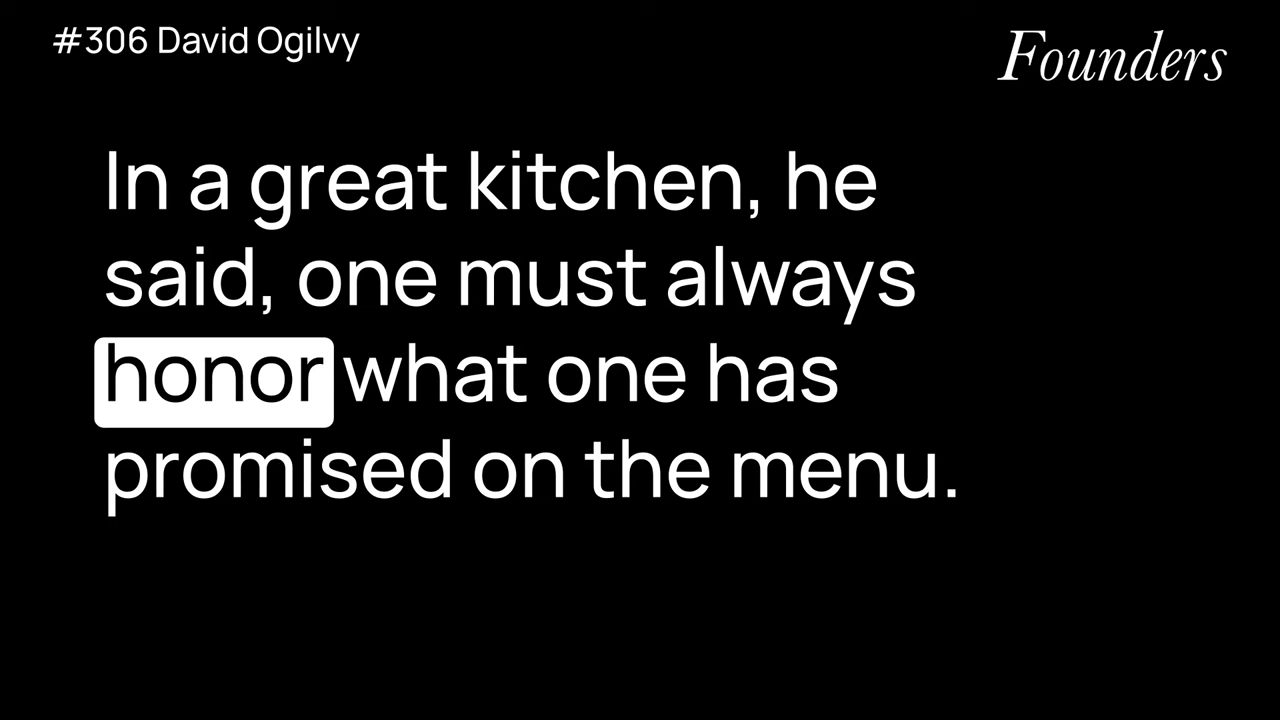 #306 David Ogilvy
Founders
In a great kitchen, he
said, one must always
honor what one has
promised on the menu.